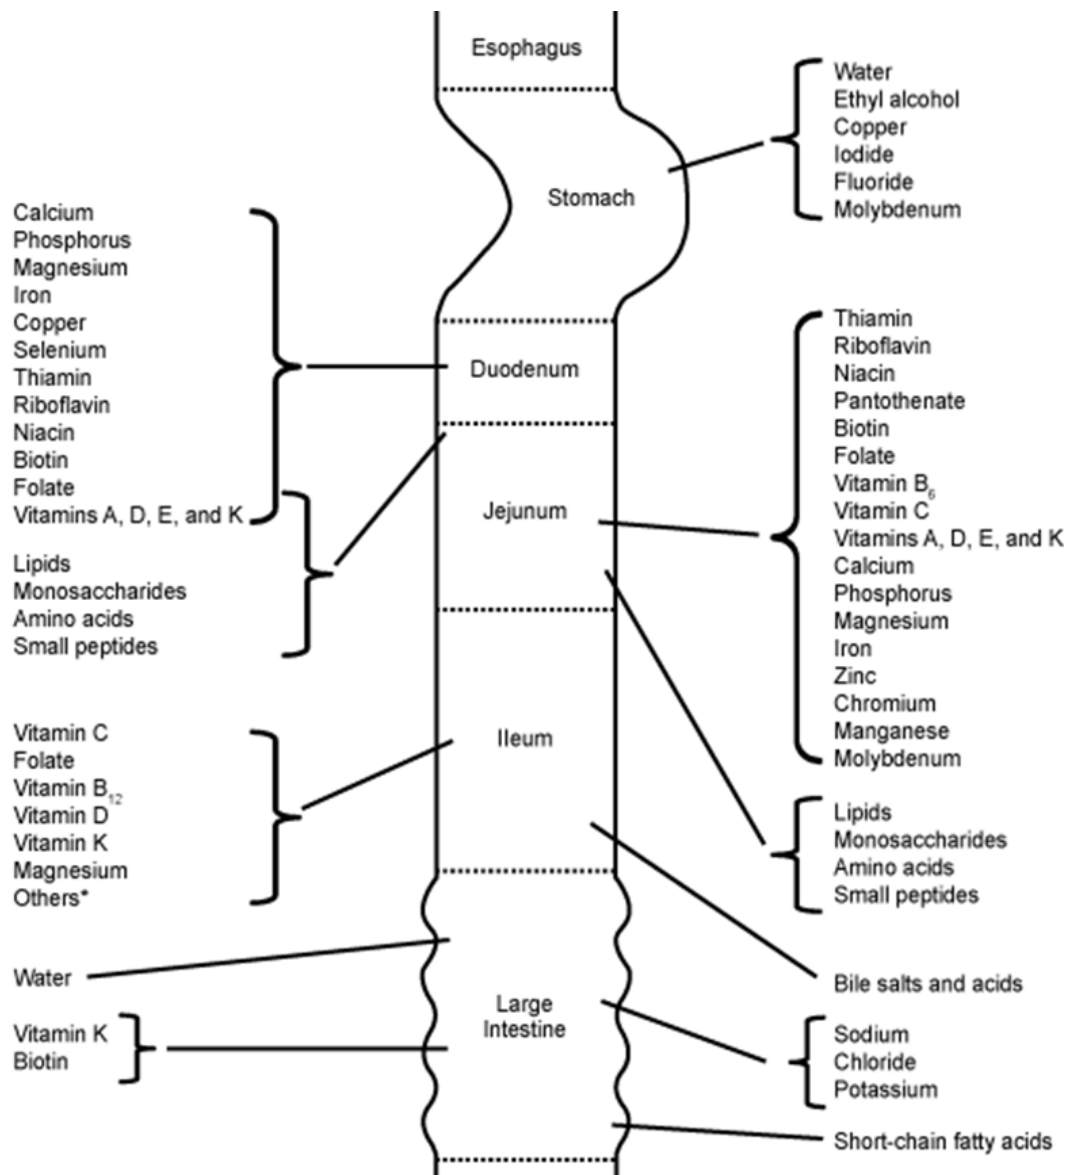 Esophagus
Water
Ethyl alcohol
Copper
Iodide
Fluoride
Molybdenum
Stomach
Calcium
Phosphorus
Magnesium
Iron
Copper
Selenium
Thiamin
Riboflavin
Niacin
Biotin
Folate
Vitamins A, D, E, and K
Duodenum
Lipids
Monosaccharides
Amino acids
Small peptides
Jejunum
Thiamin
Riboflavin
Niacin
Pantothenate
Biotin
Folate
Vitamin B6
Vitamin C
Vitamins A, D, E, and K
Calcium
Phosphorus
Magnesium
Iron
Zinc
Chromium
Manganese
Molybdenum
Lipids
Monosaccharides
Amino acids
Small peptides
Ileum
Vitamin C
Folate
Vitamin B12
Vitamin D
Vitamin K
Magnesium
Others*
Bile salts and acids
Water
Vitamin K
Biotin
Large
Intestine
Sodium
Chloride
Potassium
Short-chain fatty acids